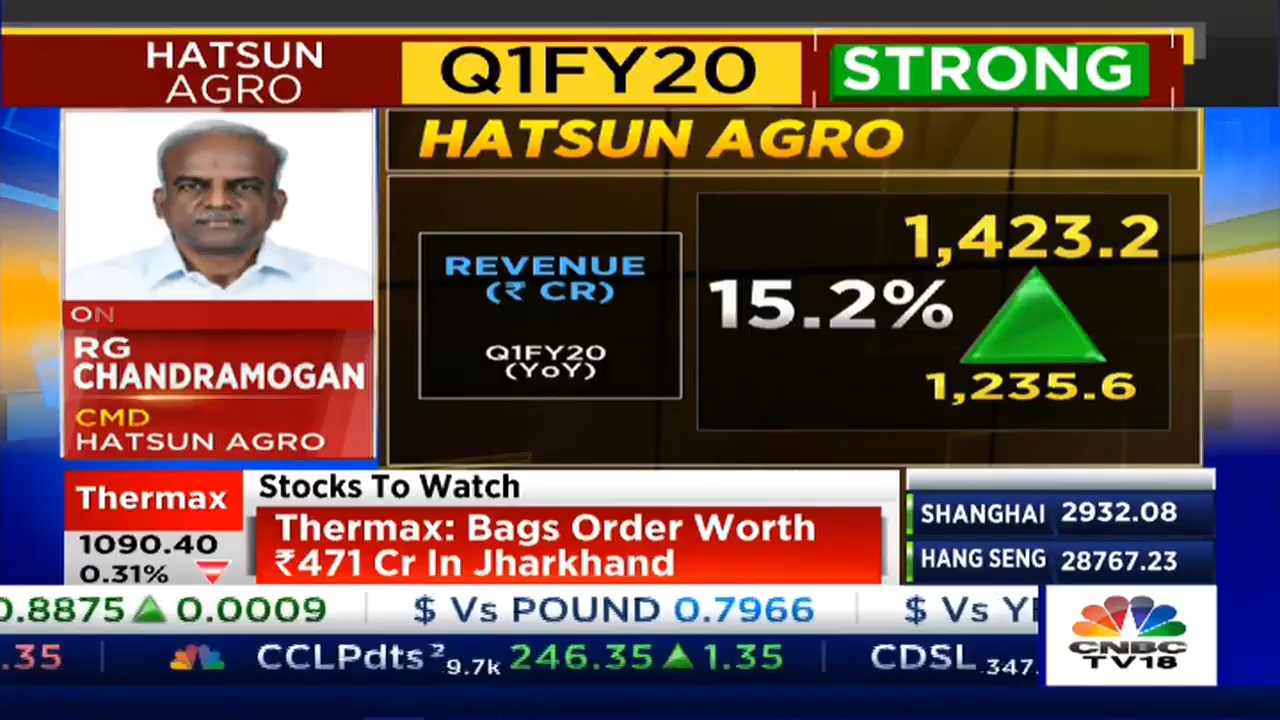 HATSUN
AGRO
Q1FY20
STRONG
HATSUN AGRO
REVENUE
(₹ CR)
Q1FY20
(YoY)
1,423.2
15.2%
1,235.6
ON
RG
CHANDRAMOGAN
CMD
HATSUN AGRO
Thermax
1090.40
0.31%
Stocks To Watch
Thermax: Bags Order Worth
₹471 Cr In Jharkhand
SHANGHAI 2932.08
HANG SENG 28767.23
0.8875 0.0009 $ Vs POUND 0.7966 $ Vs
.35 CCLPdts 9.7k 246.35 1.35 CDSL 347.
CNBC
TV18